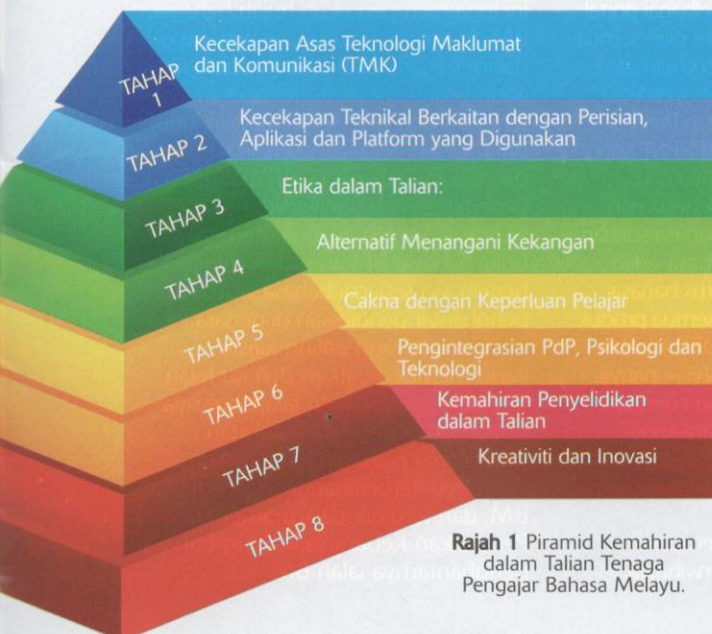 TAHAP
1
Kecekapan Asas Teknologi Maklumat
dan Komunikasi (TMK)
TAHAP 2
Kecekapan Teknikal Berkaitan dengan Perisian,
Aplikasi dan Platform yang Digunakan
TAHAP 3
Etika dalam Talian:
TAHAP 4
Alternatif Menangani Kekangan
TAHAP 5
Cakna dengan Keperluan Pelajar
TAHAP 6
Pengintegrasian PdP, Psikologi dan
Teknologi
TAHAP 7
Kemahiran Penyelidikan
dalam Talian
TAHAP 8
Kreativiti dan Inovasi
Rajah 1 Piramid Kemahiran
dalam Talian Tenaga
Pengajar Bahasa Melayu.